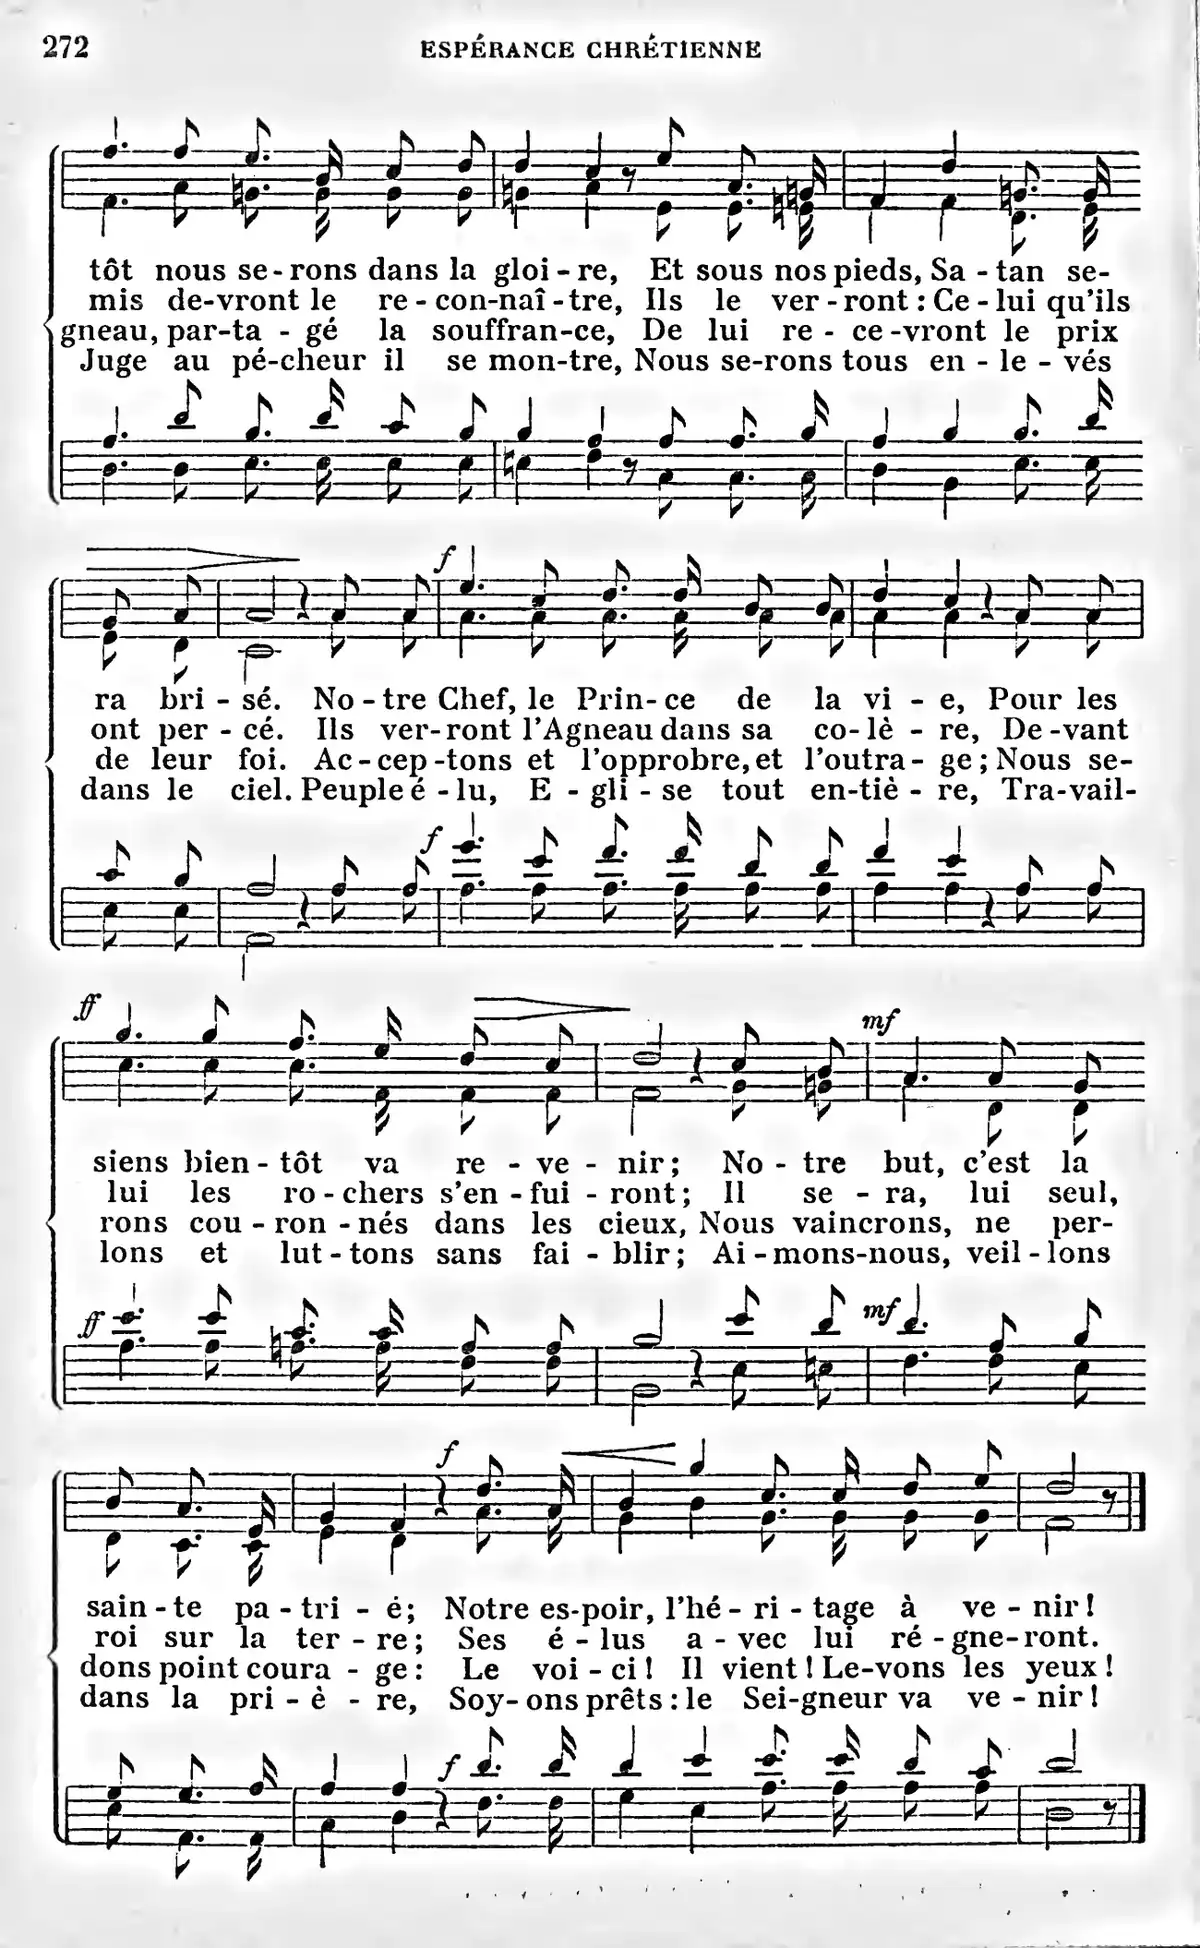 272 ESPÉRANCE CHRÉTIENNE
tôt nous se-rons dans la gloi-re, Et sous nos pieds, Sa-tan se-
mis de-vront le re-con-naî-tre, Ils le ver-ront : Ce-lui qu'ils
gneau, par-ta-gé la souffran-ce, De lui re-ce-vront le prix
Juge au pé-cheur il se mon-tre, Nous se-rons tous en-le-vés
f
ra bri-sé. No-tre Chef, le Prin-ce de la vi-e, Pour les
ont per-cé. Ils ver-ront l'Agneau dans sa co-lè-re, De-vant
de leur foi. Ac-cep-tons et l'opprobre, et l'outra-ge ; Nous se-
dans le ciel. Peuple é-lu, E-gli-se tout en-tiè-re, Tra-vail-
f
ff mf
siens bien-tôt va re-ve-nir ; No-tre but, c'est la
lui les ro-chers s'en-fui-ront ; Il se-ra, lui seul,
rons cou-ron-nés dans les cieux, Nous vaincrons, ne per-
lons et lut-tons sans fai-blir ; Ai-mons-nous, veil-lons
ff mf
f
sain-te pa-tri-é ; Notre es-poir, l'hé-ri-tage à ve-nir !
roi sur la ter-re ; Ses é-lus a-vec lui ré-gne-ront.
dons point coura-ge : Le voi-ci ! Il vient ! Le-vons les yeux !
dans la pri-è-re, Soy-ons prêts : le Sei-gneur va ve-nir !
f